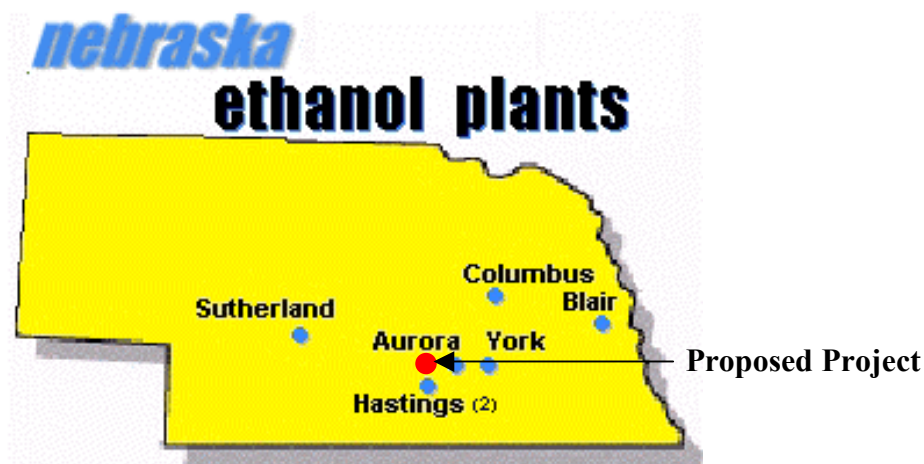 nebraska
ethanol plants
Columbus
Blair
Sutherland
Aurora York
Proposed Project
Hastings (2)